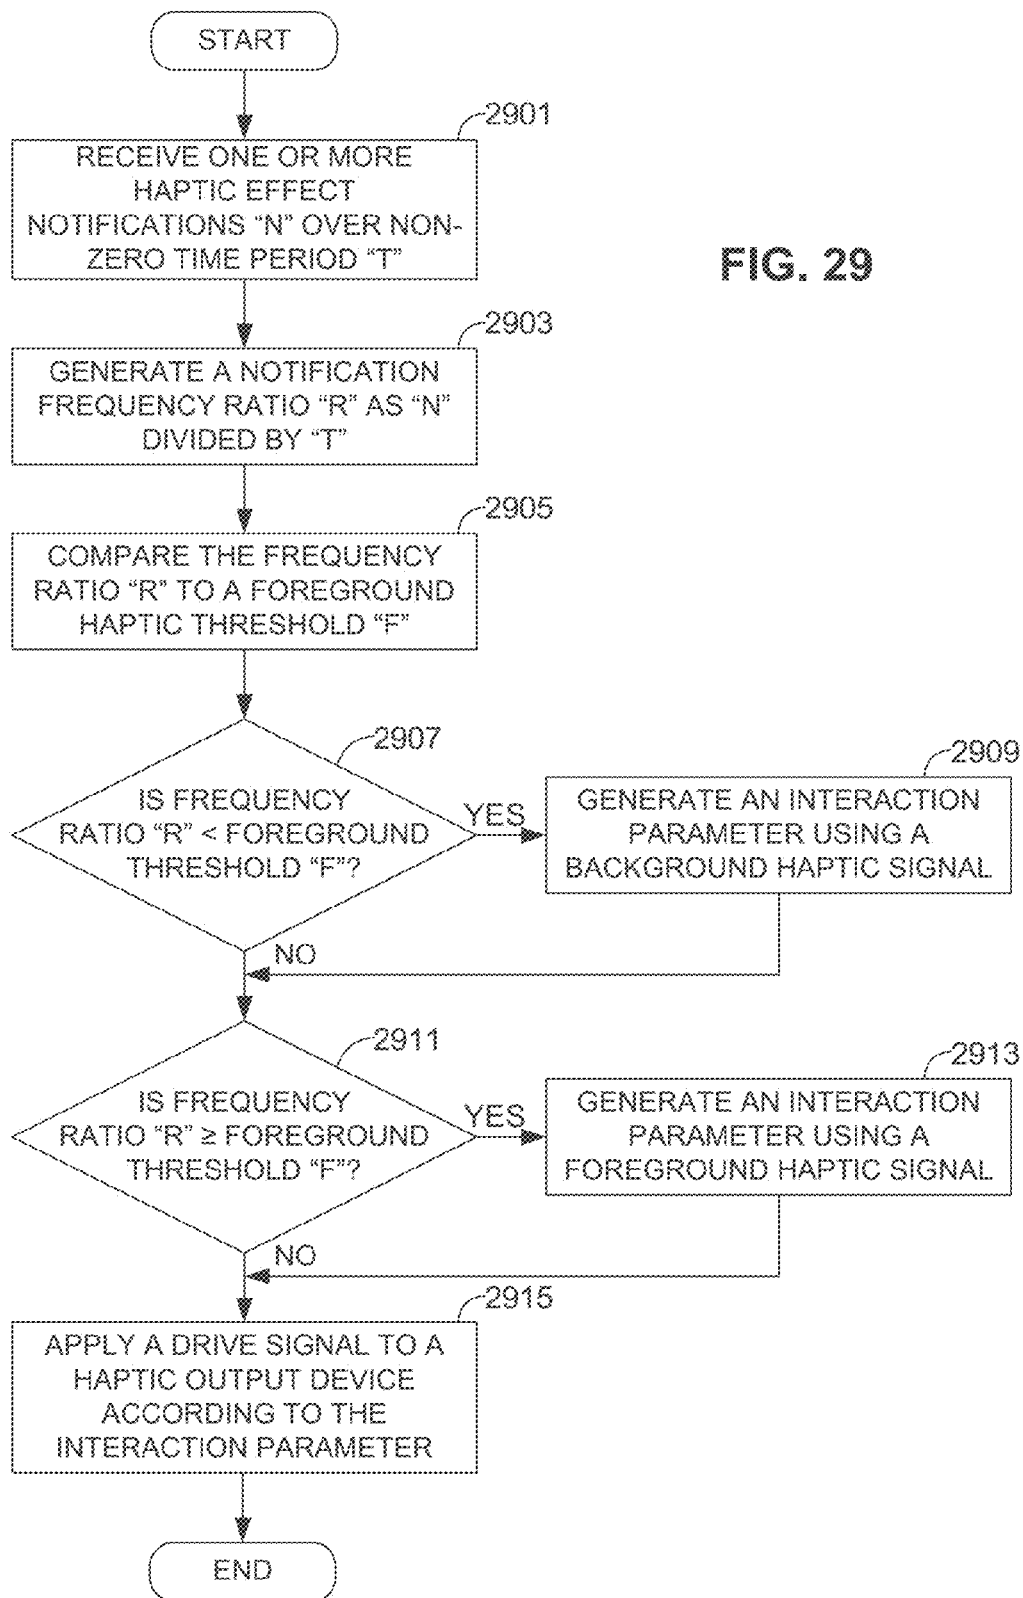 START
2901
RECEIVE ONE OR MORE
HAPTIC EFFECT
NOTIFICATIONS “N” OVER NON-
ZERO TIME PERIOD “T”
FIG. 29
2903
GENERATE A NOTIFICATION
FREQUENCY RATIO “R” AS “N”
DIVIDED BY “T”
2905
COMPARE THE FREQUENCY
RATIO “R” TO A FOREGROUND
HAPTIC THRESHOLD “F”
2907
IS FREQUENCY
RATIO “R” < FOREGROUND
THRESHOLD “F”?
YES
2909
GENERATE AN INTERACTION
PARAMETER USING A
BACKGROUND HAPTIC SIGNAL
NO
2911
IS FREQUENCY
RATIO “R” ≥ FOREGROUND
THRESHOLD “F”?
YES
2913
GENERATE AN INTERACTION
PARAMETER USING A
FOREGROUND HAPTIC SIGNAL
NO
2915
APPLY A DRIVE SIGNAL TO A
HAPTIC OUTPUT DEVICE
ACCORDING TO THE
INTERACTION PARAMETER
END